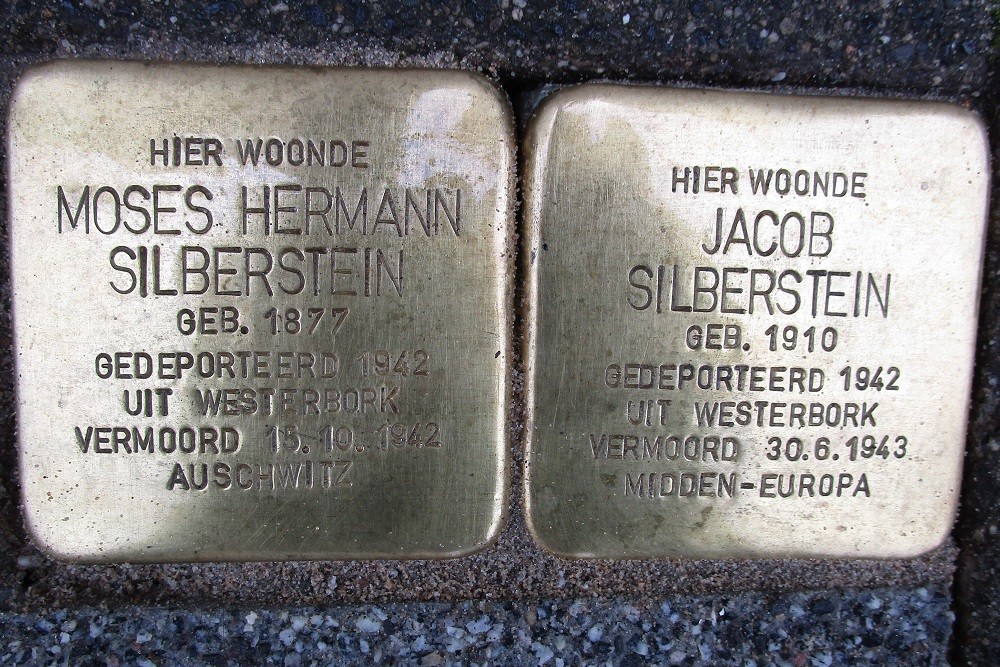 HIER WOONDE
MOSES HERMANN
SILBERSTEIN
GEB. 1877
GEDEPORTEERD 1942
UIT WESTERBORK
VERMOORD 15.10.1942
AUSCHWITZ
HIER WOONDE
JACOB
SILBERSTEIN
GEB. 1910
GEDEPORTEERD 1942
UIT WESTERBORK
VERMOORD 30.6.1943
MIDDEN-EUROPA